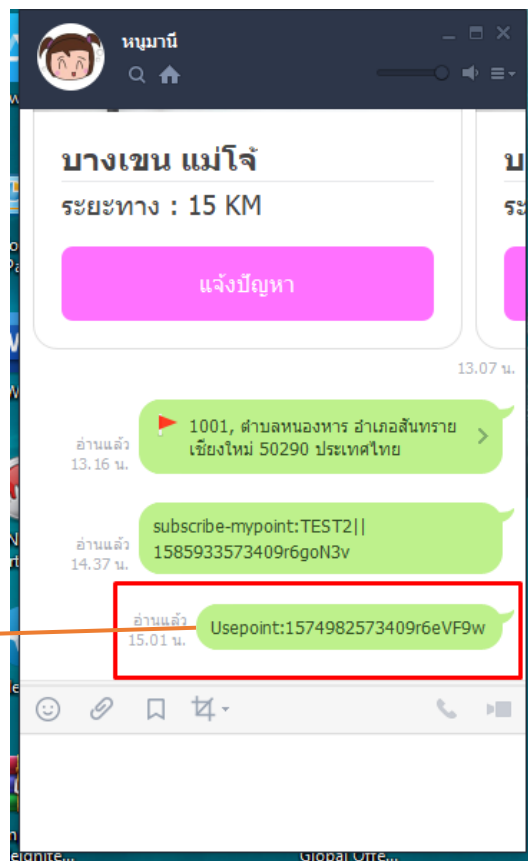 หนูมานี
บางเขน แม่โจ้
บ
ระยะทาง : 15 KM
ระ
แจ้งปัญหา
13.07 น.
1001, ตำบลหนองหาร อำเภอสันทราย
เชียงใหม่ 50290 ประเทศไทย
อ่านแล้ว
13.16 น.
subscribe-mypoint:TEST2||
1585933573409r6goN3v
อ่านแล้ว
14.37 น.
อ่านแล้ว
15.01 น.
Usepoint:1574982573409r6eVF9w